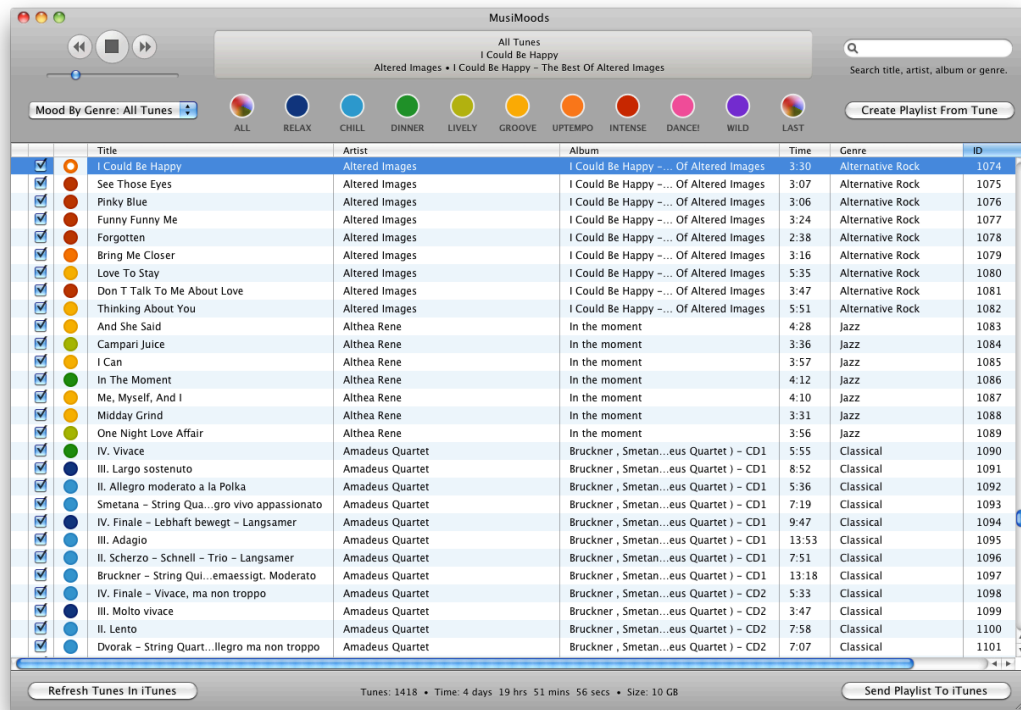 MusiMoods
All Tunes
I Could Be Happy
Altered Images • I Could Be Happy – The Best Of Altered Images
Search title, artist, album or genre.
Mood By Genre: All Tunes
ALL RELAX CHILL DINNER LIVELY GROOVE UPTEMPO INTENSE DANCE! WILD LAST
Create Playlist From Tune
Title Artist Album Time Genre ID
I Could Be Happy Altered Images I Could Be Happy –... Of Altered Images 3:30 Alternative Rock 1074
See Those Eyes Altered Images I Could Be Happy –... Of Altered Images 3:07 Alternative Rock 1075
Pinky Blue Altered Images I Could Be Happy –... Of Altered Images 3:06 Alternative Rock 1076
Funny Funny Me Altered Images I Could Be Happy –... Of Altered Images 3:24 Alternative Rock 1077
Forgotten Altered Images I Could Be Happy –... Of Altered Images 2:38 Alternative Rock 1078
Bring Me Closer Altered Images I Could Be Happy –... Of Altered Images 3:16 Alternative Rock 1079
Love To Stay Altered Images I Could Be Happy –... Of Altered Images 5:35 Alternative Rock 1080
Don T Talk To Me About Love Altered Images I Could Be Happy –... Of Altered Images 3:47 Alternative Rock 1081
Thinking About You Altered Images I Could Be Happy –... Of Altered Images 5:51 Alternative Rock 1082
And She Said Althea Rene In the moment 4:28 Jazz 1083
Campari Juice Althea Rene In the moment 3:36 Jazz 1084
I Can Althea Rene In the moment 3:57 Jazz 1085
In The Moment Althea Rene In the moment 4:12 Jazz 1086
Me, Myself, And I Althea Rene In the moment 4:10 Jazz 1087
Midday Grind Althea Rene In the moment 3:31 Jazz 1088
One Night Love Affair Althea Rene In the moment 3:56 Jazz 1089
IV. Vivace Amadeus Quartet Bruckner , Smetan...eus Quartet ) – CD1 5:55 Classical 1090
III. Largo sostenuto Amadeus Quartet Bruckner , Smetan...eus Quartet ) – CD1 8:52 Classical 1091
II. Allegro moderato a la Polka Amadeus Quartet Bruckner , Smetan...eus Quartet ) – CD1 5:36 Classical 1092
Smetana – String Qua...gro vivo appassionato Amadeus Quartet Bruckner , Smetan...eus Quartet ) – CD1 7:19 Classical 1093
IV. Finale – Lebhaft bewegt – Langsamer Amadeus Quartet Bruckner , Smetan...eus Quartet ) – CD1 9:47 Classical 1094
III. Adagio Amadeus Quartet Bruckner , Smetan...eus Quartet ) – CD1 13:53 Classical 1095
II. Scherzo – Schnell – Trio – Langsamer Amadeus Quartet Bruckner , Smetan...eus Quartet ) – CD1 7:51 Classical 1096
Bruckner – String Qui...emaessigt. Moderato Amadeus Quartet Bruckner , Smetan...eus Quartet ) – CD1 13:18 Classical 1097
IV. Finale – Vivace, ma non troppo Amadeus Quartet Bruckner , Smetan...eus Quartet ) – CD2 5:33 Classical 1098
III. Molto vivace Amadeus Quartet Bruckner , Smetan...eus Quartet ) – CD2 3:47 Classical 1099
II. Lento Amadeus Quartet Bruckner , Smetan...eus Quartet ) – CD2 7:58 Classical 1100
Dvorak – String Quart...llegro ma non troppo Amadeus Quartet Bruckner , Smetan...eus Quartet ) – CD2 7:07 Classical 1101
Refresh Tunes In iTunes
Tunes: 1418 • Time: 4 days 19 hrs 51 mins 56 secs • Size: 10 GB
Send Playlist To iTunes